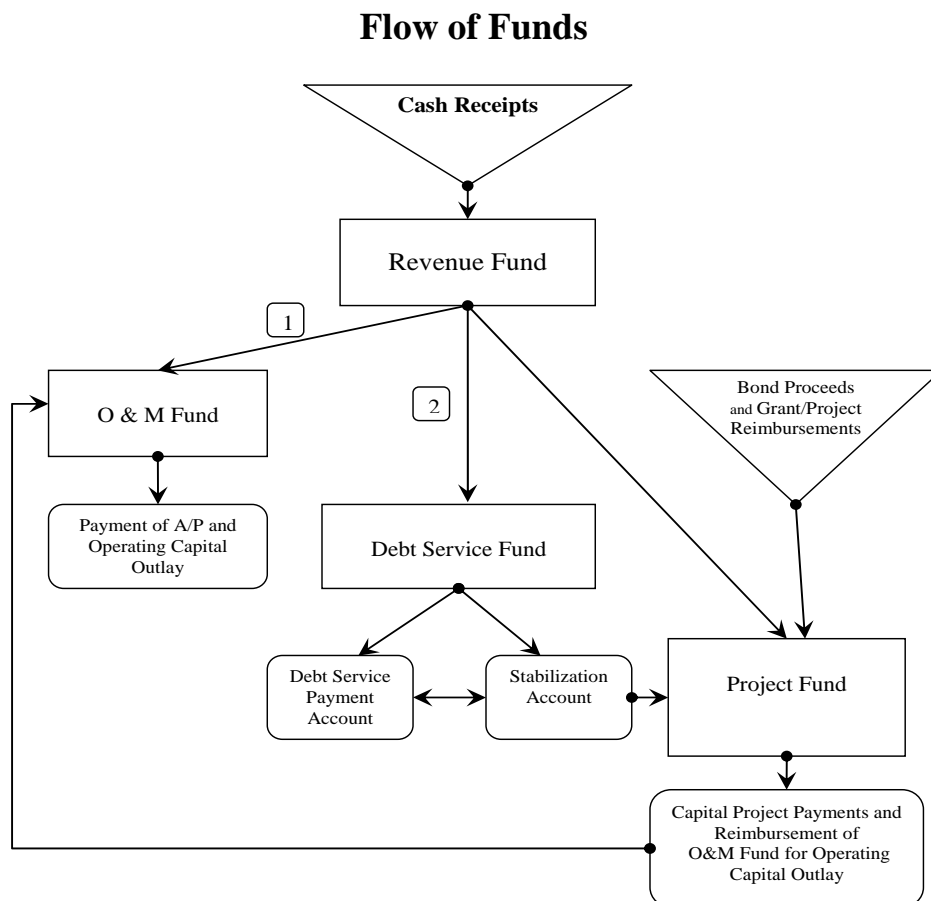 Flow of Funds
Cash Receipts
Revenue Fund
1
O & M Fund
2
Bond Proceeds
and Grant/Project
Reimbursements
Payment of A/P and
Operating Capital
Outlay
Debt Service Fund
Debt Service
Payment
Account
Stabilization
Account
Project Fund
Capital Project Payments and
Reimbursement of
O&M Fund for Operating
Capital Outlay